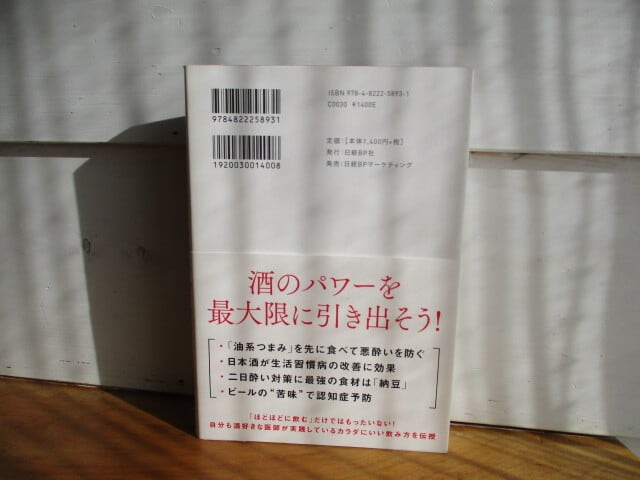 ISBN 978-4-8222-5893-1
C0030 ¥1400E
9784822258931
定価：[本体1,400円+税]
発行：日経BP社
発売：日経BPマーケティング
1920030014008
酒のパワーを
最大限に引き出そう!
・「油系つまみ」を先に食べて悪酔いを防ぐ
・日本酒が生活習慣病の改善に効果
・二日酔い対策に最強の食材は「納豆」
・ビールの"苦味"で認知症予防
「ほどほどに飲む」だけではもったいない!
自分も酒好きな医師が実践しているカラダにいい飲み方を伝授